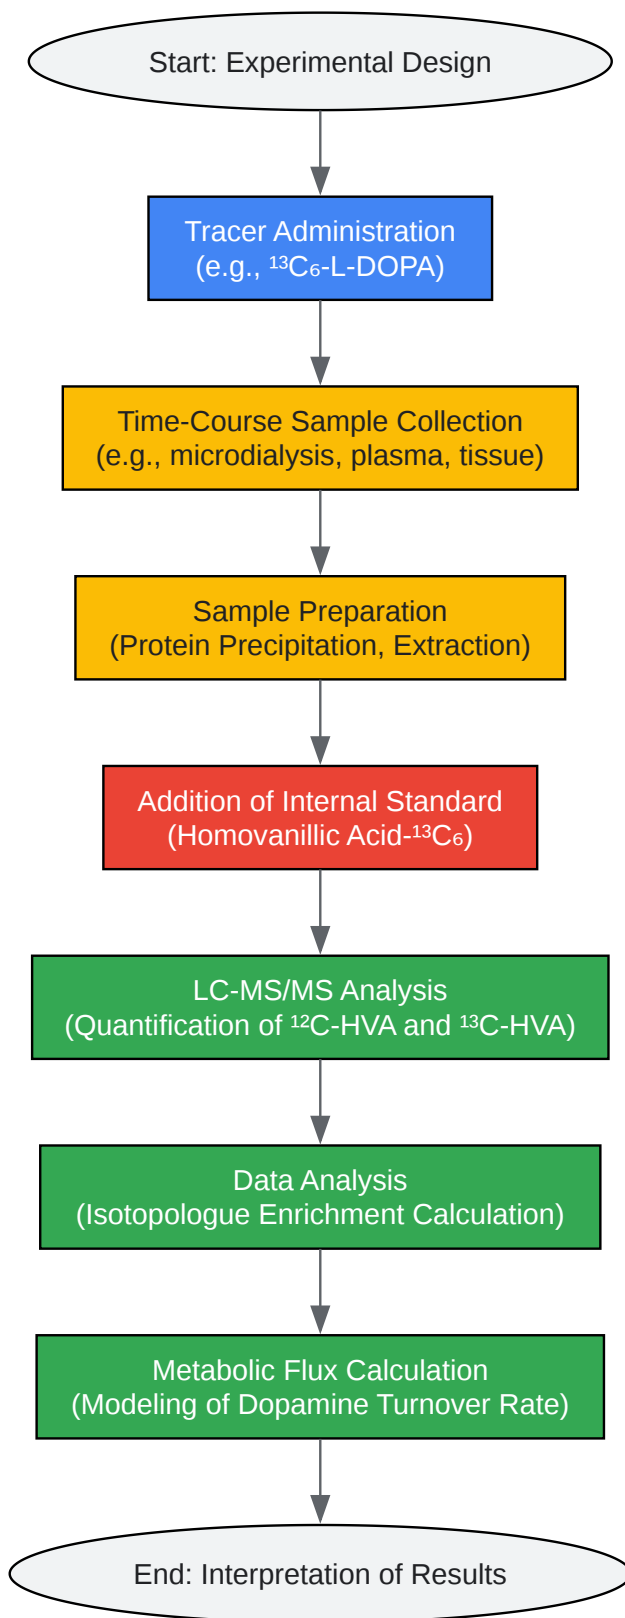 Start: Experimental Design
Tracer Administration
(e.g., ¹³C₆-L-DOPA)
Time-Course Sample Collection
(e.g., microdialysis, plasma, tissue)
Sample Preparation
(Protein Precipitation, Extraction)
Addition of Internal Standard
(Homovanillic Acid-¹³C₆)
LC-MS/MS Analysis
(Quantification of ¹²C-HVA and ¹³C-HVA)
Data Analysis
(Isotopologue Enrichment Calculation)
Metabolic Flux Calculation
(Modeling of Dopamine Turnover Rate)
End: Interpretation of Results